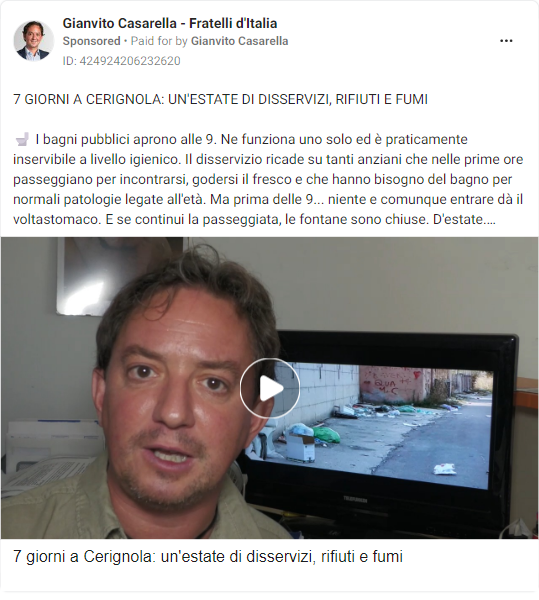 Gianvito Casarella - Fratelli d'Italia
Sponsored • Paid for by Gianvito Casarella
ID: 424924206232620
7 GIORNI A CERIGNOLA: UN'ESTATE DI DISSERVIZI, RIFIUTI E FUMI
🚽 I bagni pubblici aprono alle 9. Ne funziona uno solo ed è praticamente
inservibile a livello igienico. Il disservizio ricade su tanti anziani che nelle prime ore
passeggiano per incontrarsi, godersi il fresco e che hanno bisogno del bagno per
normali patologie legate all'età. Ma prima delle 9... niente e comunque entrare dà il
voltastomaco. E se continui la passeggiata, le fontane sono chiuse. D'estate....
TELEFUNKEN
7 giorni a Cerignola: un'estate di disservizi, rifiuti e fumi